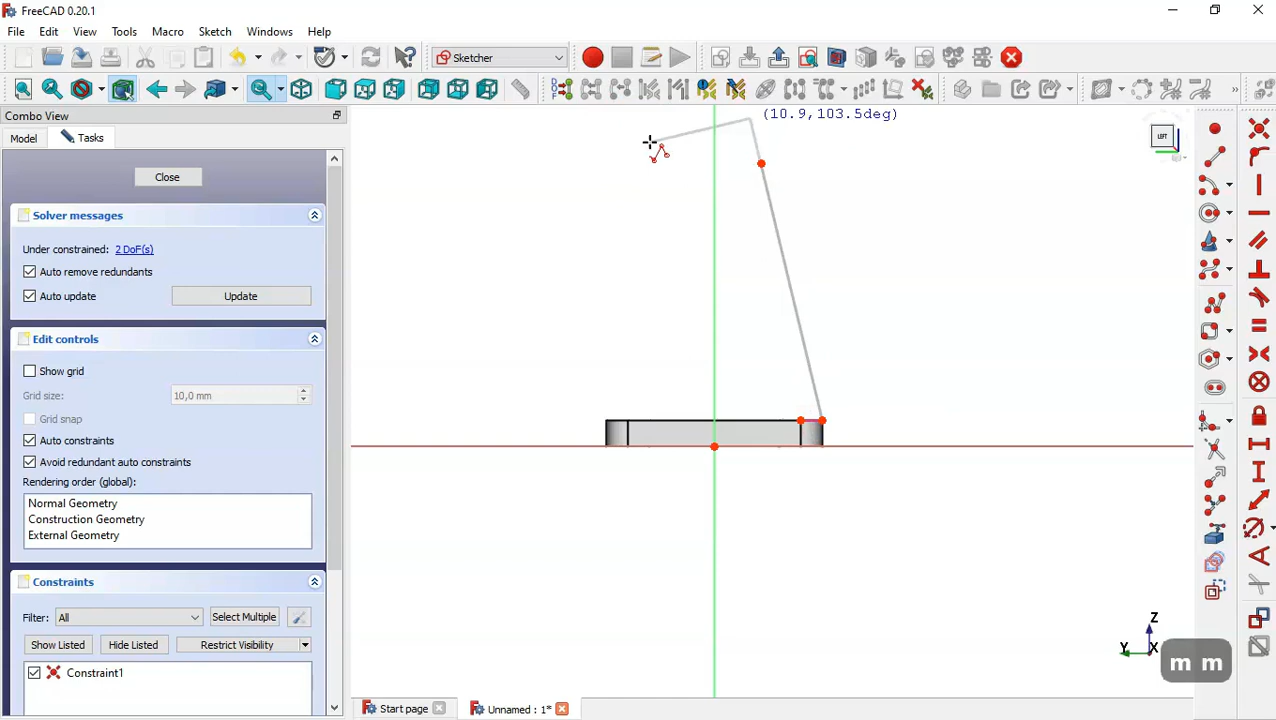 FreeCAD 0.20.1
File Edit View Tools Macro Sketch Windows Help
Sketcher
Combo View
Model Tasks
Close
Solver messages
Under constrained: 2 DoF(s)
Auto remove redundants
Auto update Update
Edit controls
Show grid
Grid size: 10,0 mm
Grid snap
Auto constraints
Avoid redundant auto constraints
Rendering order (global):
Normal Geometry
Construction Geometry
External Geometry
Constraints
Filter: All Select Multiple
Show Listed Hide Listed Restrict Visibility
Constraint1
(10.9,103.5deg)
LEFT
Z
Y X
m m
Start page Unnamed : 1*